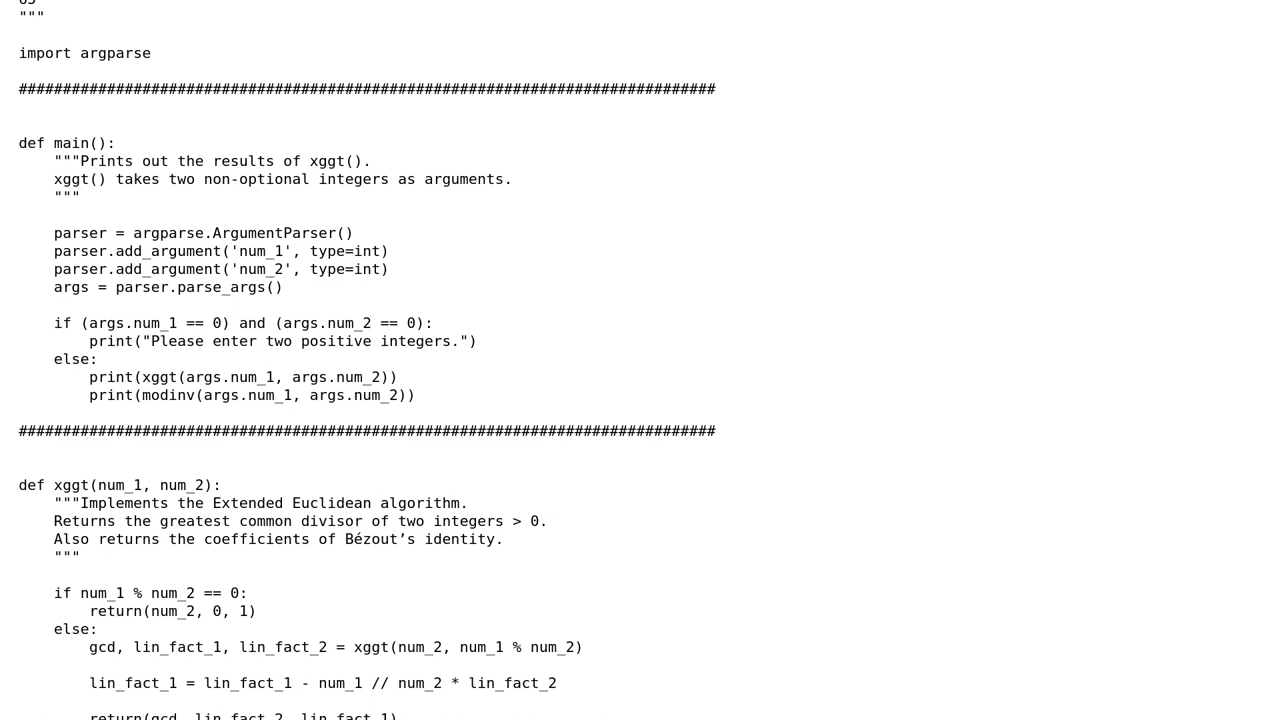 """
import argparse
###############################################################################
def main():
    """Prints out the results of xggt().
    xggt() takes two non-optional integers as arguments.
    """
    parser = argparse.ArgumentParser()
    parser.add_argument('num_1', type=int)
    parser.add_argument('num_2', type=int)
    args = parser.parse_args()
    if (args.num_1 == 0) and (args.num_2 == 0):
        print("Please enter two positive integers.")
    else:
        print(xggt(args.num_1, args.num_2))
        print(modinv(args.num_1, args.num_2))
###############################################################################
def xggt(num_1, num_2):
    """Implements the Extended Euclidean algorithm.
    Returns the greatest common divisor of two integers > 0.
    Also returns the coefficients of Bézout’s identity.
    """
    if num_1 % num_2 == 0:
        return(num_2, 0, 1)
    else:
        gcd, lin_fact_1, lin_fact_2 = xggt(num_2, num_1 % num_2)
        lin_fact_1 = lin_fact_1 - num_1 // num_2 * lin_fact_2
        return(gcd, lin_fact_2, lin_fact_1)